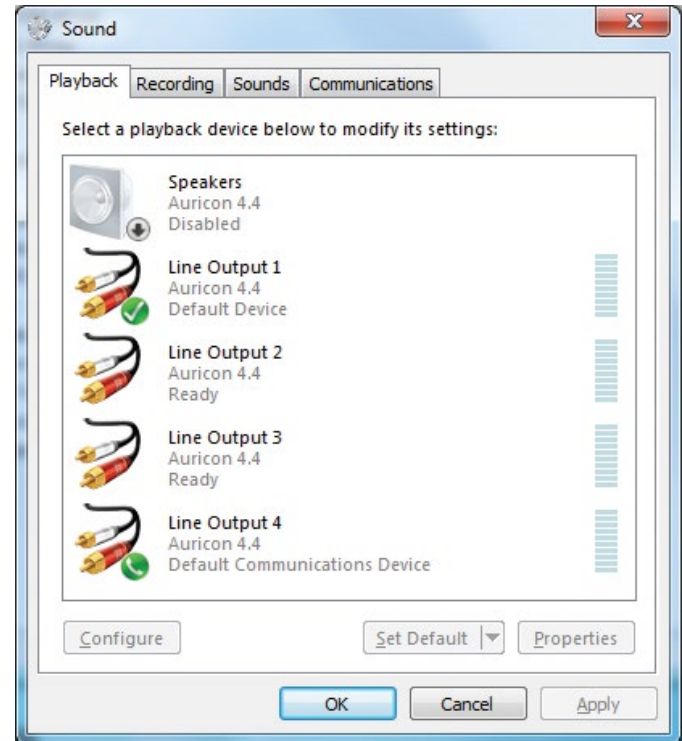 Sound
Playback Recording Sounds Communications
Select a playback device below to modify its settings:
Speakers
Auricon 4.4
Disabled
Line Output 1
Auricon 4.4
Default Device
Line Output 2
Auricon 4.4
Ready
Line Output 3
Auricon 4.4
Ready
Line Output 4
Auricon 4.4
Default Communications Device
Configure Set Default Properties
OK Cancel Apply